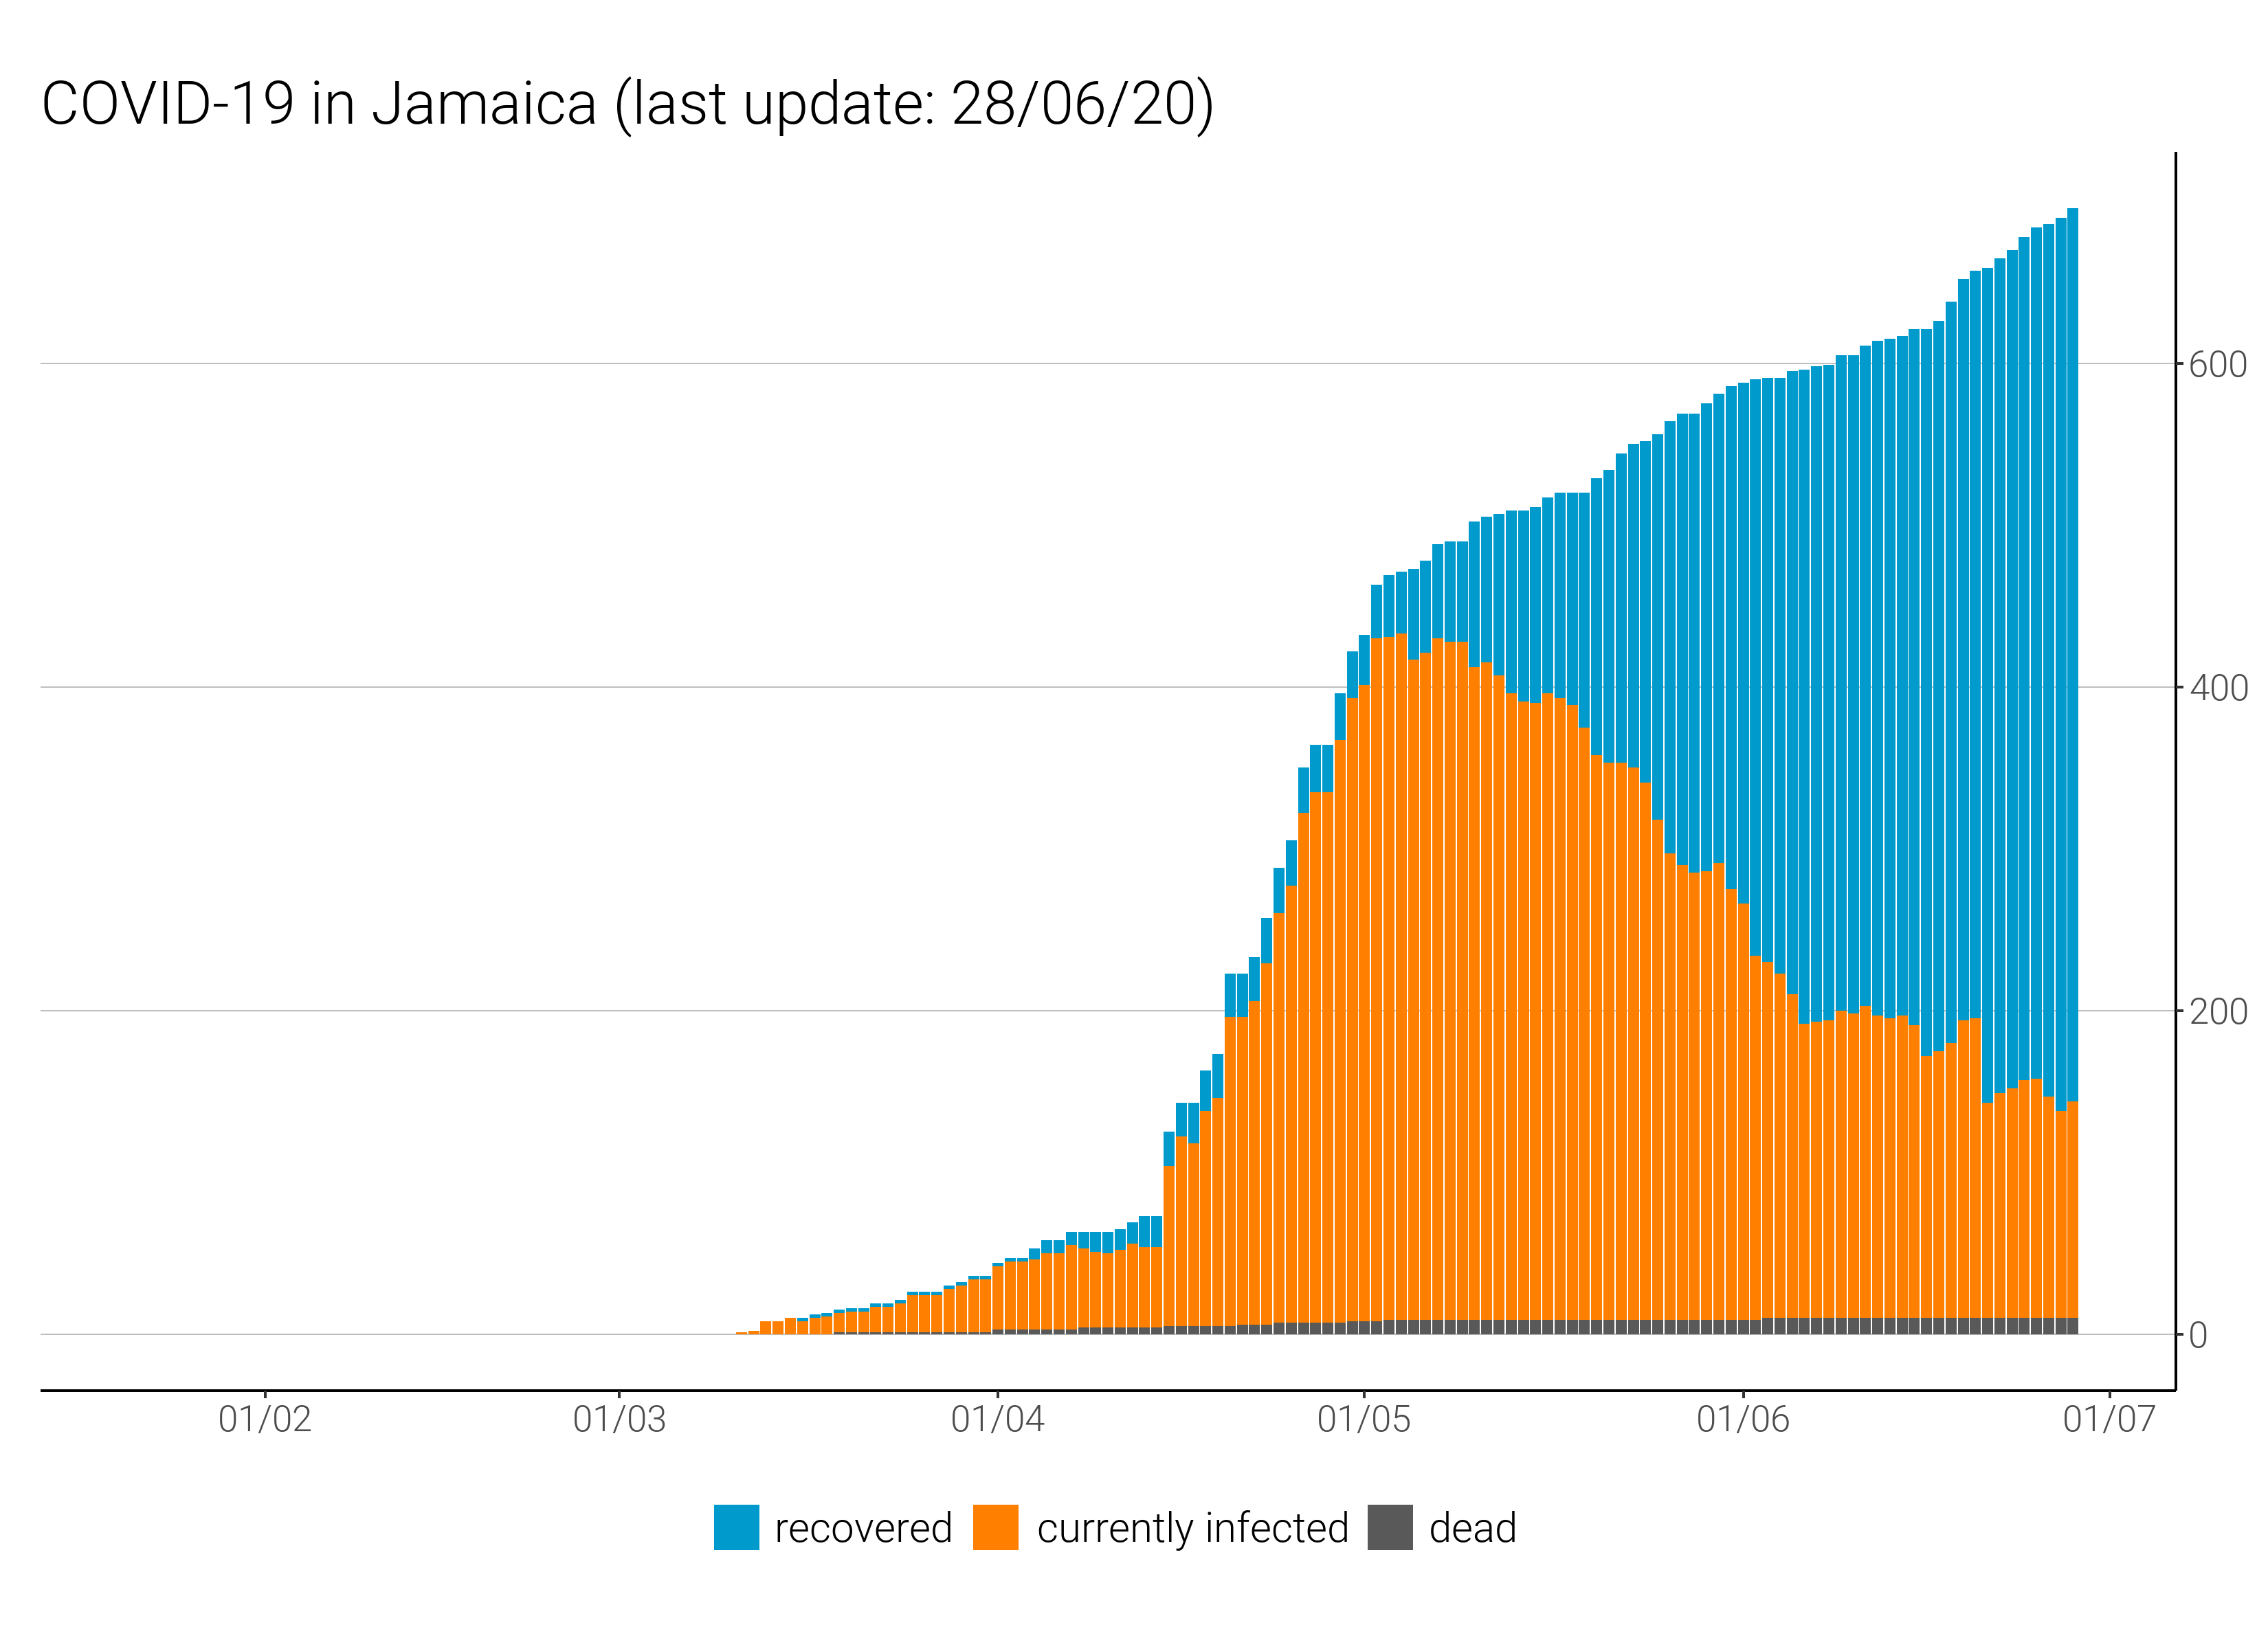 COVID-19 in Jamaica (last update: 28/06/20)
600
400
200
0
01/02 01/03 01/04 01/05 01/06 01/07
recovered currently infected dead